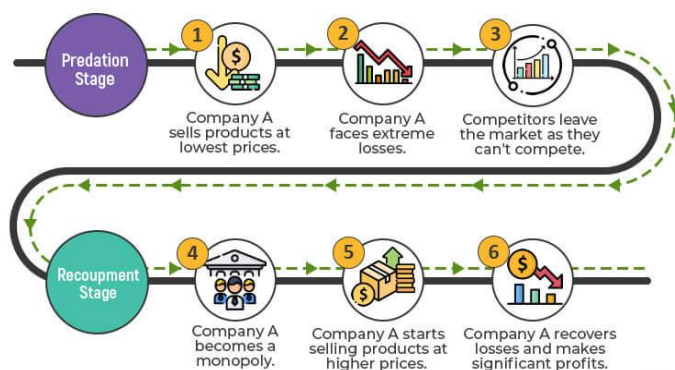 Predation
Stage
1
Company A
sells products at
lowest prices.
2
Company A
faces extreme
losses.
3
Competitors leave
the market as they
can't compete.
Recoupment
Stage
4
Company A
becomes a
monopoly.
5
Company A starts
selling products at
higher prices.
6
Company A recovers
losses and makes
significant profits.